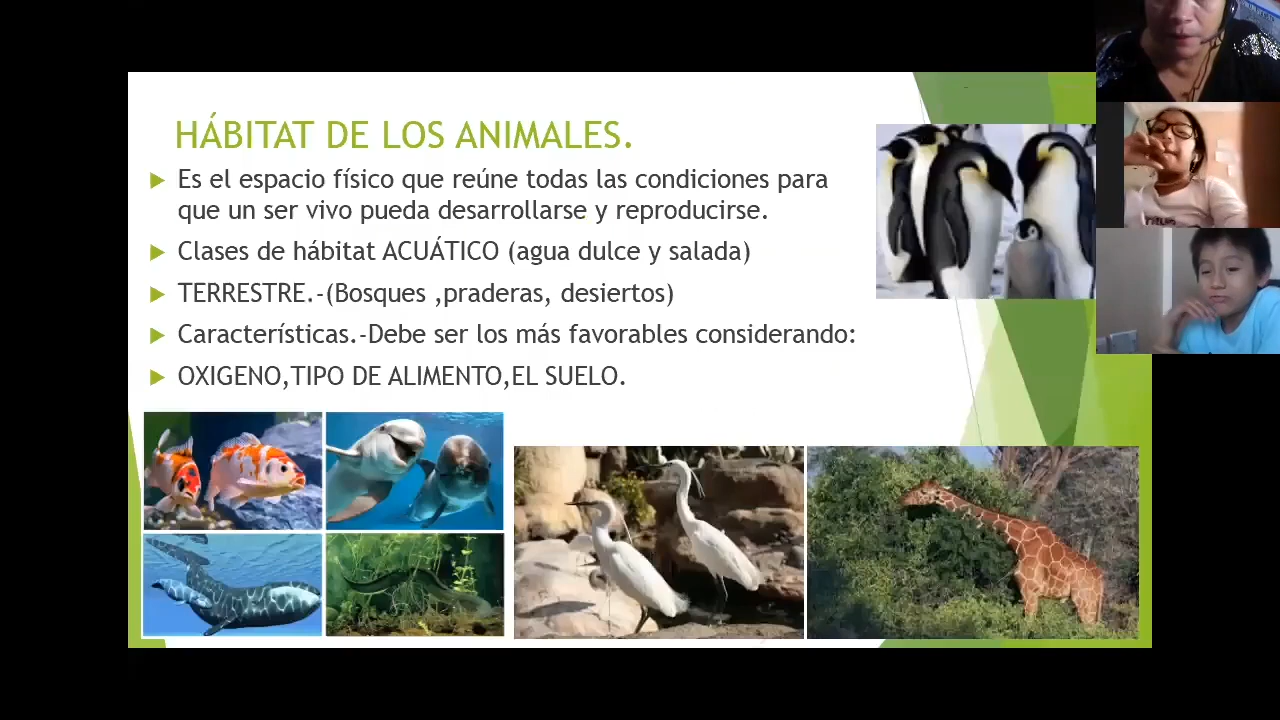 HÁBITAT DE LOS ANIMALES.
Es el espacio físico que reúne todas las condiciones para
que un ser vivo pueda desarrollarse y reproducirse.
Clases de hábitat ACUÁTICO (agua dulce y salada)
TERRESTRE.-(Bosques ,praderas, desiertos)
Características.-Debe ser los más favorables considerando:
OXIGENO,TIPO DE ALIMENTO,EL SUELO.